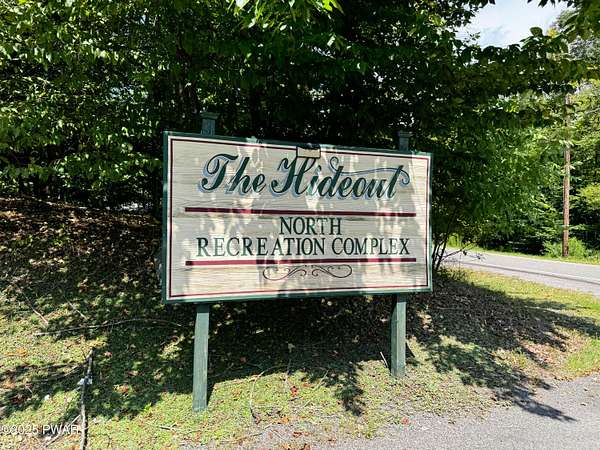 The Hideout
NORTH
RECREATION COMPLEX
©2025 PWAR